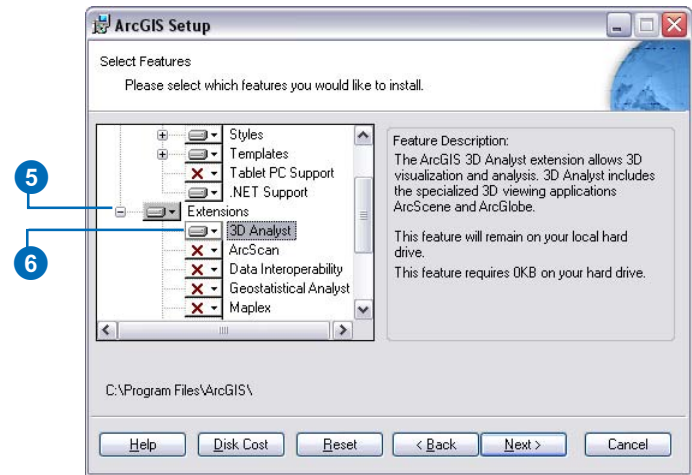 ArcGIS Setup
Select Features
Please select which features you would like to install.
Styles
Templates
Tablet PC Support
.NET Support
5
Extensions
6
3D Analyst
ArcScan
Data Interoperability
Geostatistical Analyst
Maplex
Feature Description:
The ArcGIS 3D Analyst extension allows 3D
visualization and analysis. 3D Analyst includes
the specialized 3D viewing applications
ArcScene and ArcGlobe.
This feature will remain on your local hard
drive.
This feature requires 0KB on your hard drive.
C:\Program Files\ArcGIS\
Help
Disk Cost
Reset
< Back
Next >
Cancel